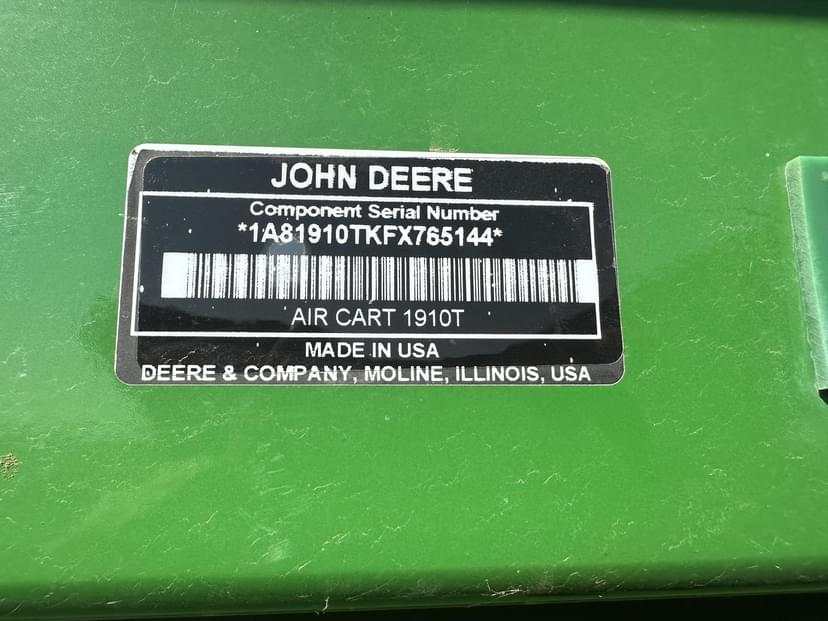 JOHN DEERE
Component Serial Number
*1A81910TKFX765144*
AIR CART 1910T
MADE IN USA
DEERE & COMPANY, MOLINE, ILLINOIS, USA